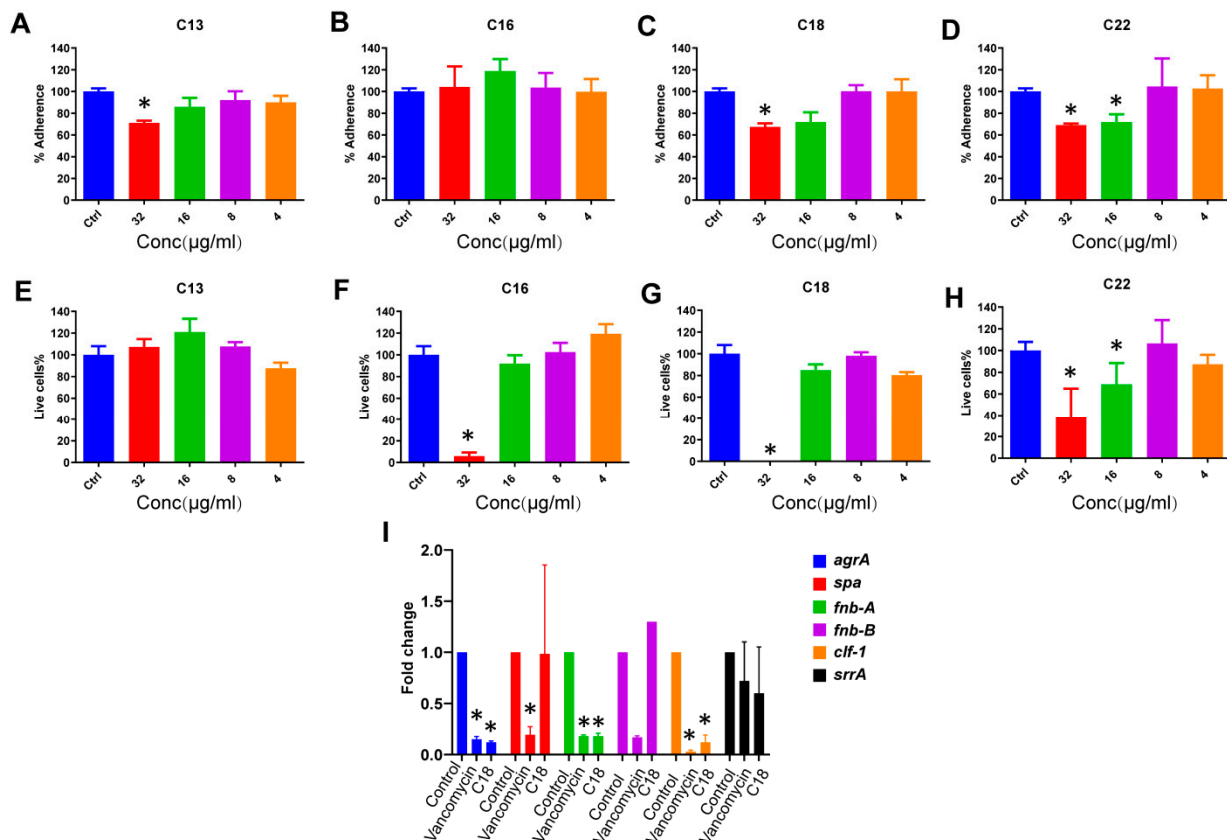 A
C13
% Adherence
140
120
100
80
60
40
20
0
*
Ctrl
32
16
8
4
Conc(µg/ml)
B
C16
% Adherence
140
120
100
80
60
40
20
0
Ctrl
32
16
8
4
Conc(µg/ml)
C
C18
% Adherence
140
120
100
80
60
40
20
0
*
Ctrl
32
16
8
4
Conc(µg/ml)
D
C22
% Adherence
140
120
100
80
60
40
20
0
* *
Ctrl
32
16
8
4
Conc(µg/ml)
E
C13
Live cells%
140
120
100
80
60
40
20
0
Ctrl
32
16
8
4
Conc(µg/ml)
F
C16
Live cells%
140
120
100
80
60
40
20
0
*
Ctrl
32
16
8
4
Conc(µg/ml)
G
C18
Live cells%
140
120
100
80
60
40
20
0
*
Ctrl
32
16
8
4
Conc(µg/ml)
H
C22
Live cells%
140
120
100
80
60
40
20
0
* *
Ctrl
32
16
8
4
Conc(µg/ml)
I
Fold change
2.0
1.5
1.0
0.5
0.0
* * * * * * *
Control
Vancomycin
C18
Control
Vancomycin
C18
Control
Vancomycin
C18
Control
Vancomycin
C18
Control
Vancomycin
C18
Control
Vancomycin
C18
agrA
spa
fnb-A
fnb-B
clf-1
srrA